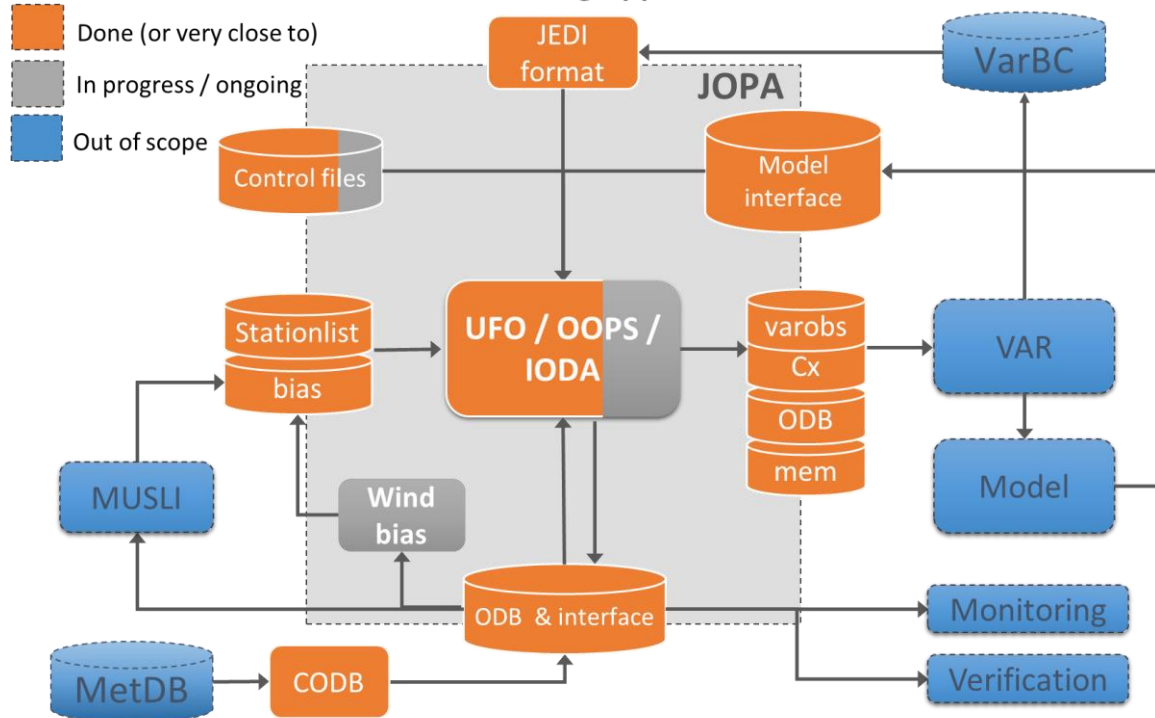 Done (or very close to)
In progress / ongoing
Out of scope
JEDI
format
VarBC
JOPA
Control files
Model
interface
Stationlist
bias
UFO / OOPS /
IODA
varobs
Cx
ODB
mem
VAR
Model
MUSLI
Wind
bias
ODB & interface
Monitoring
Verification
MetDB
CODB